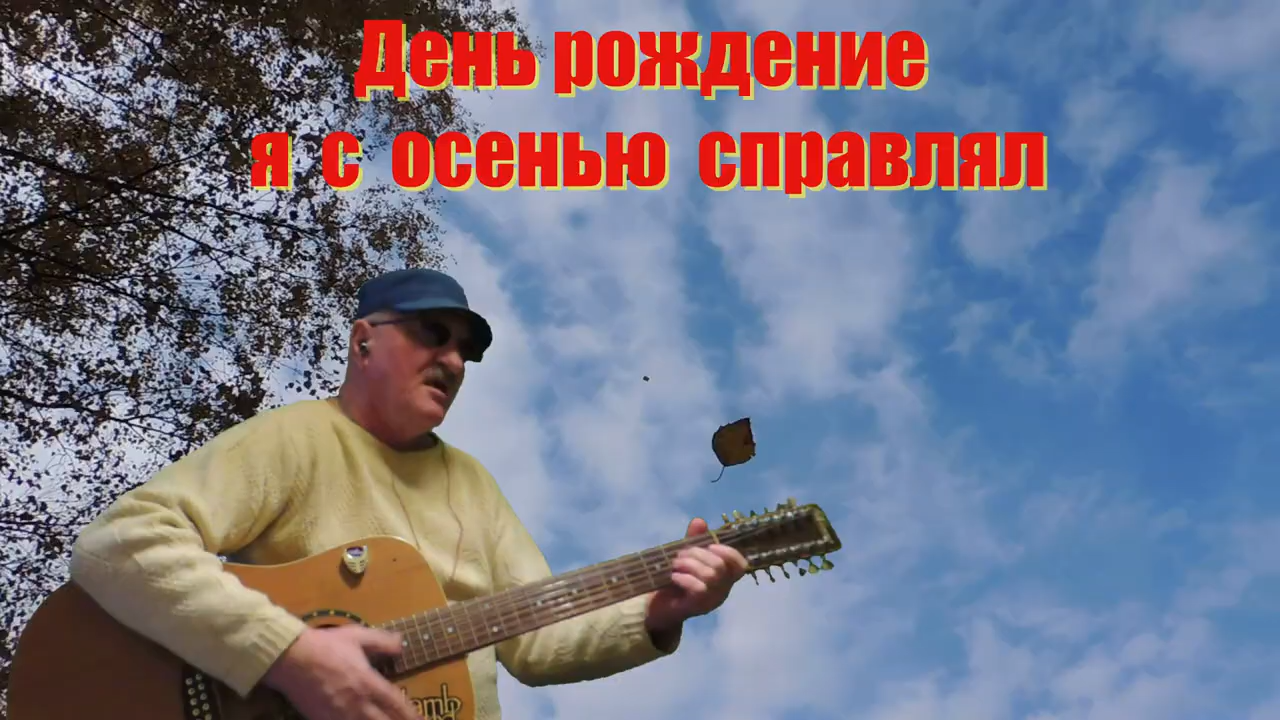 День рождение
я с осенью справлял